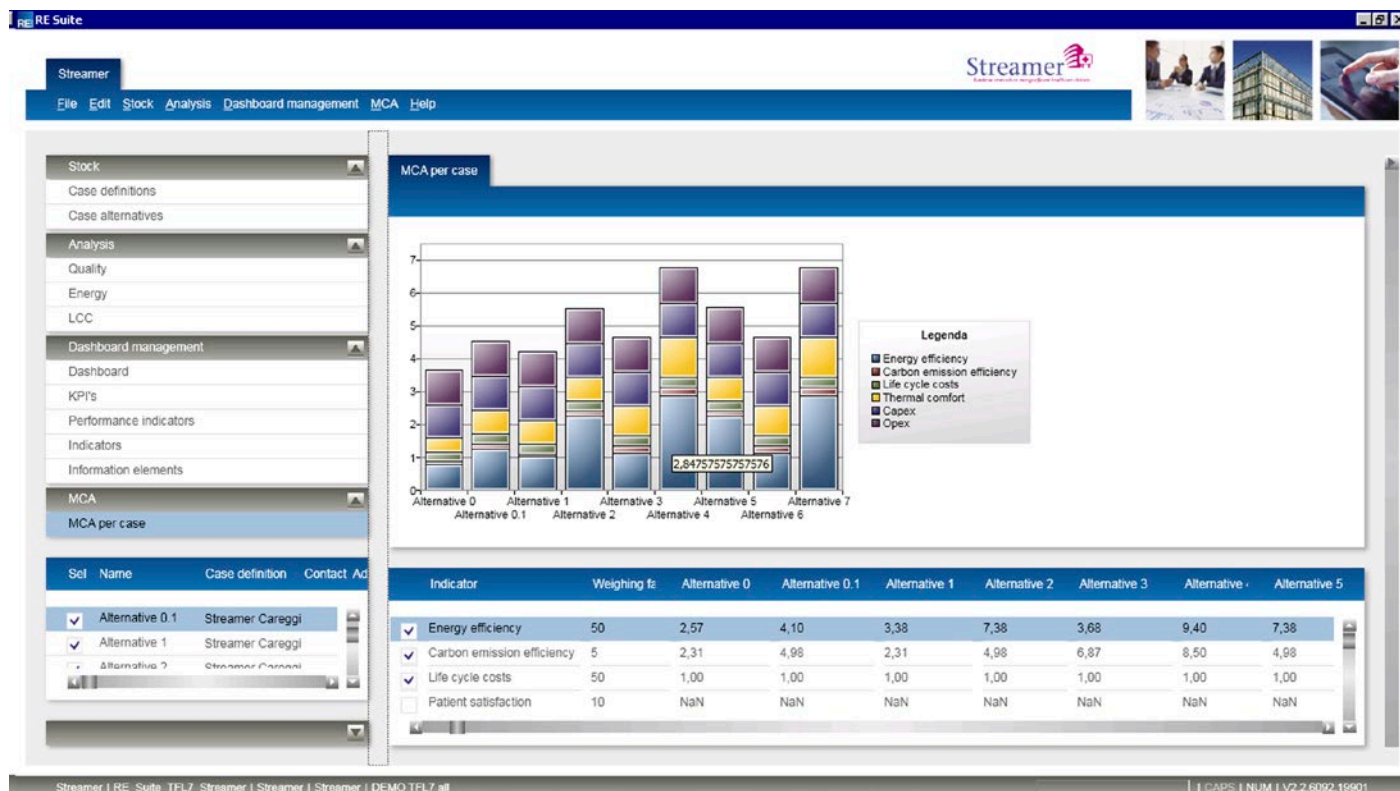 RE RE Suite
Streamer
Streamer
File Edit Stock Analysis Dashboard management MCA Help
Stock
Case definitions
Case alternatives
Analysis
Quality
Energy
LCC
Dashboard management
Dashboard
KPI's
Performance indicators
Indicators
Information elements
MCA
MCA per case
Sel Name Case definition Contact Ad
Alternative 0.1 Streamer Careggi
Alternative 1 Streamer Careggi
Alternative 2 Streamer Careggi
MCA per case
7
6
5
4
3
2
1
0
2,84757575757576
Alternative 0 Alternative 1 Alternative 3 Alternative 5 Alternative 7
Alternative 0.1 Alternative 2 Alternative 4 Alternative 6
Legenda
Energy efficiency
Carbon emission efficiency
Life cycle costs
Thermal comfort
Capex
Opex
Indicator Weighing fa Alternative 0 Alternative 0.1 Alternative 1 Alternative 2 Alternative 3 Alternative 4 Alternative 5
Energy efficiency 50 2,57 4,10 3,38 7,38 3,68 9,40 7,38
Carbon emission efficiency 5 2,31 4,98 2,31 4,98 6,87 8,50 4,98
Life cycle costs 50 1,00 1,00 1,00 1,00 1,00 1,00 1,00
Patient satisfaction 10 NaN NaN NaN NaN NaN NaN NaN
Streamer | RE_Suite_TFL7_Streamer | Streamer | Streamer | DEMO TFL7 all
| CAPS | NUM | V2.2.6092.19901